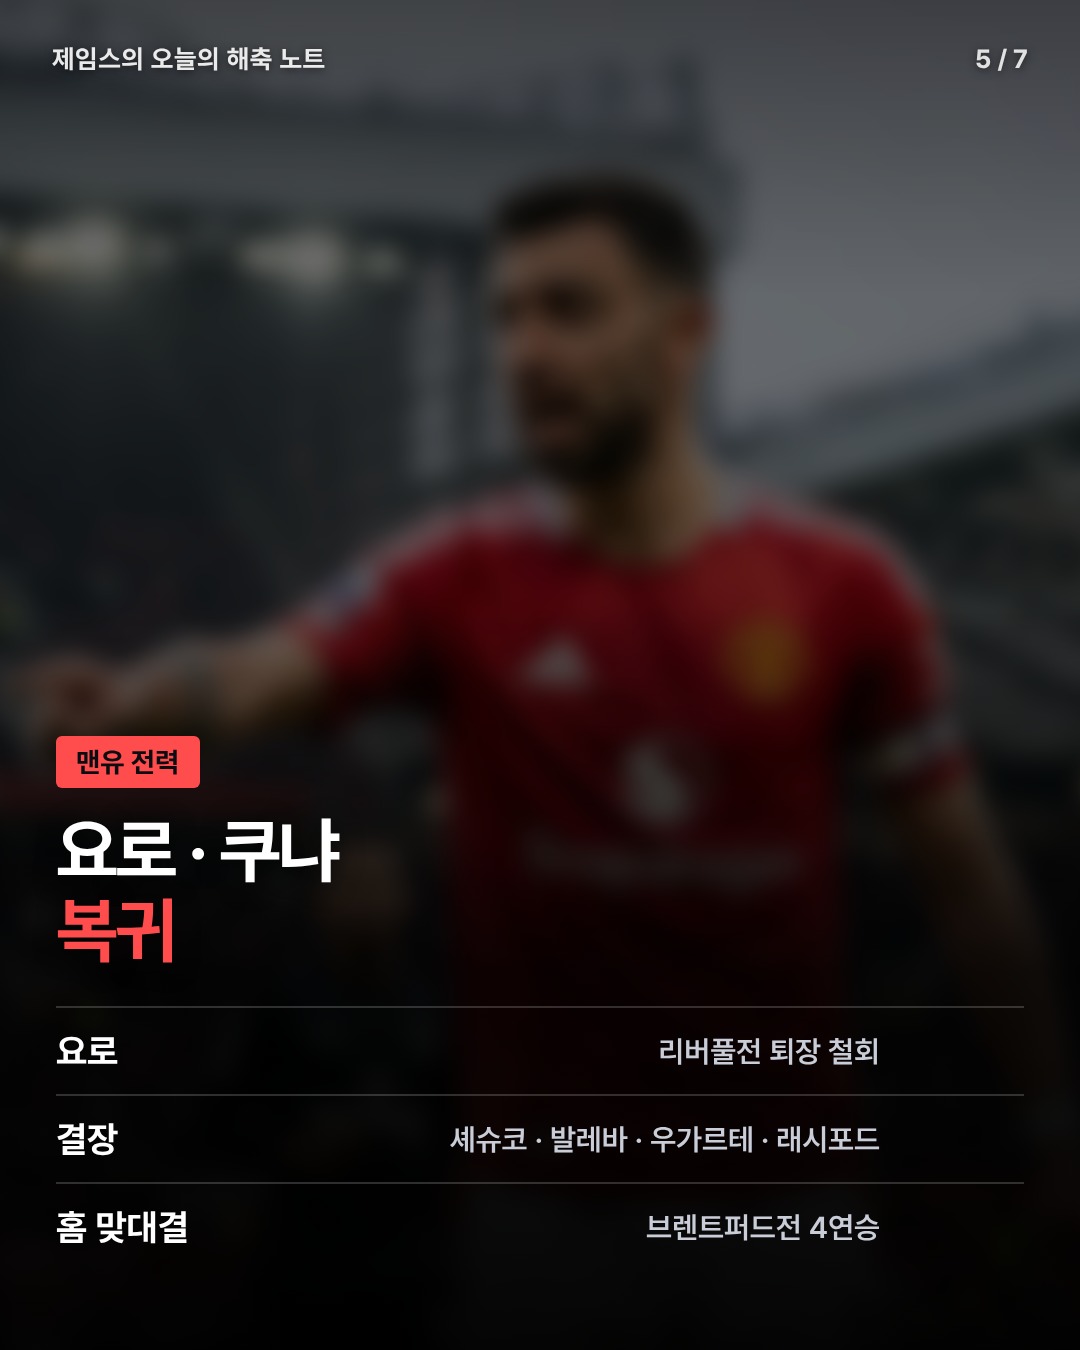 제임스의 오늘의 해축 노트
5 / 7
맨유 전력
요로 · 쿠냐
복귀
요로 리버풀전 퇴장 철회
결장 셰슈코 · 발레바 · 우가르테 · 래시포드
홈 맞대결 브렌트퍼드전 4연승